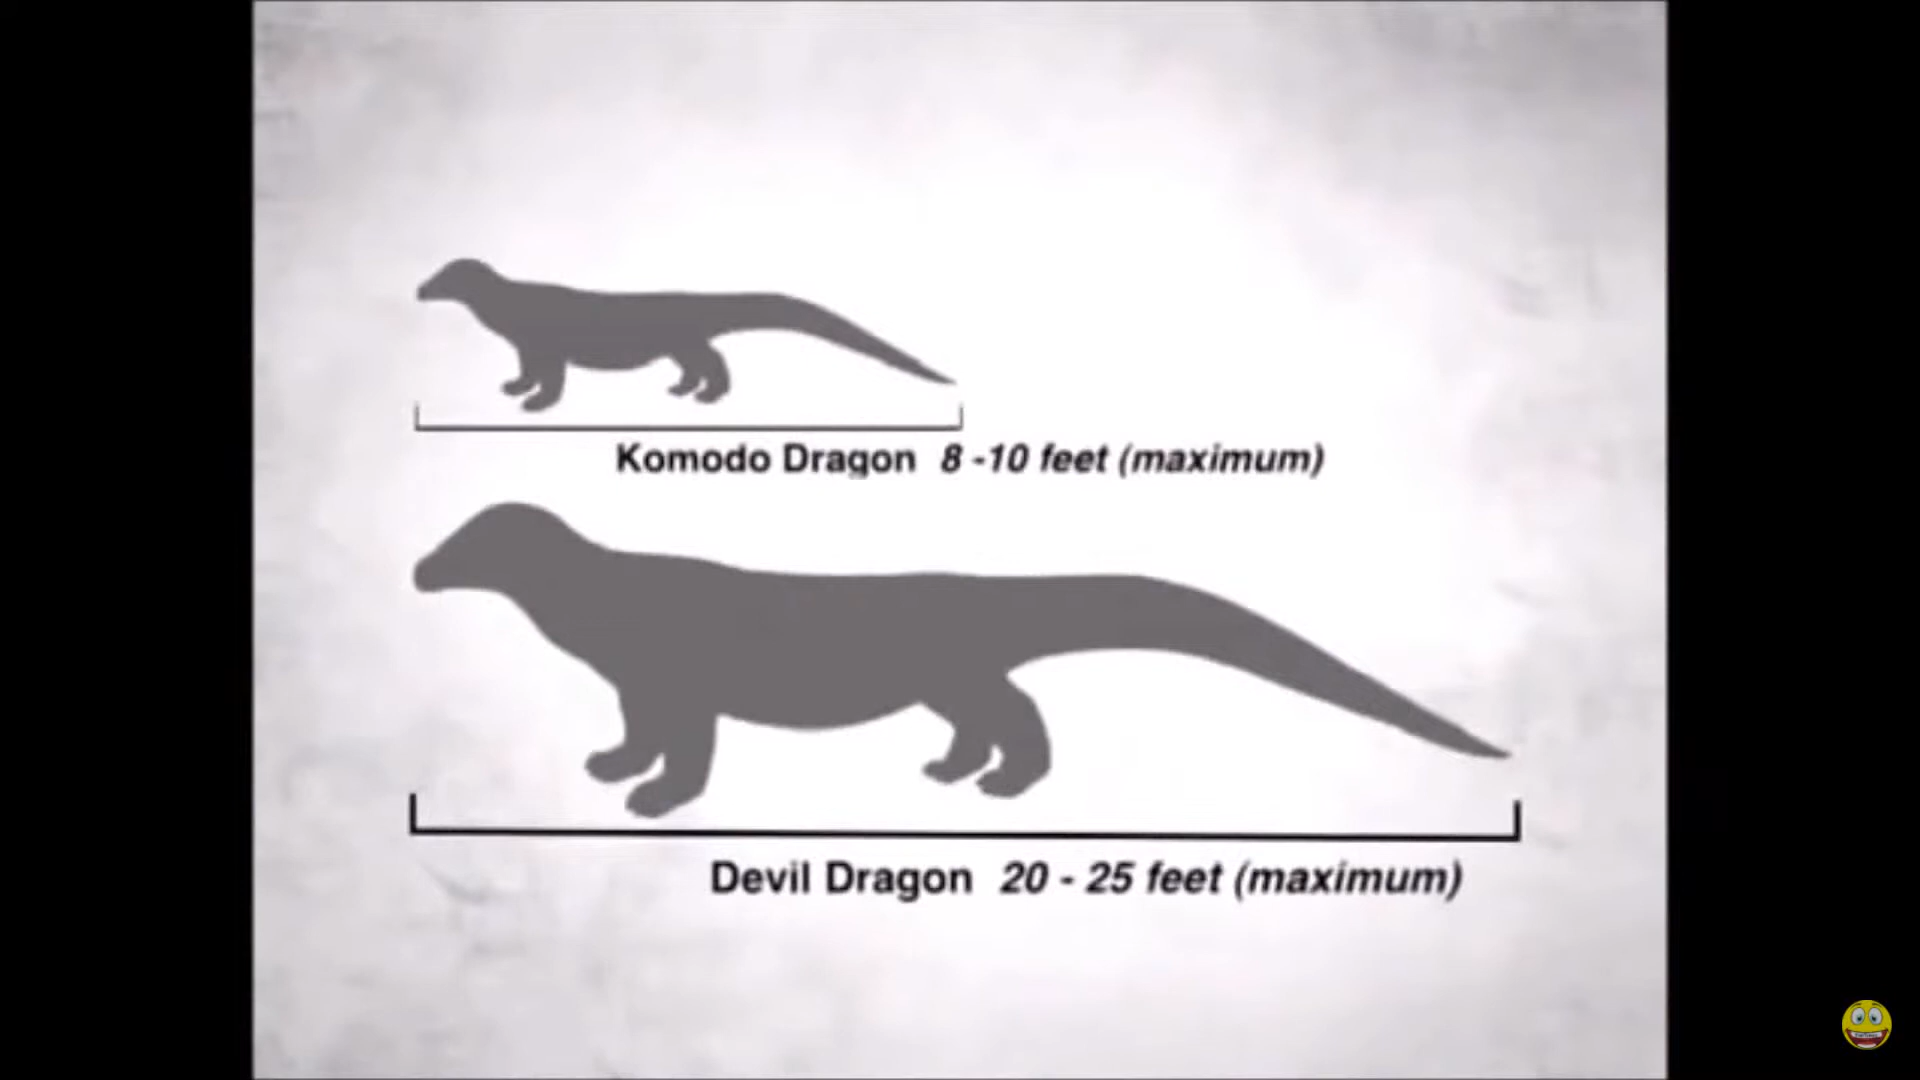 Komodo Dragon 8 -10 feet (maximum)
Devil Dragon 20 - 25 feet (maximum)